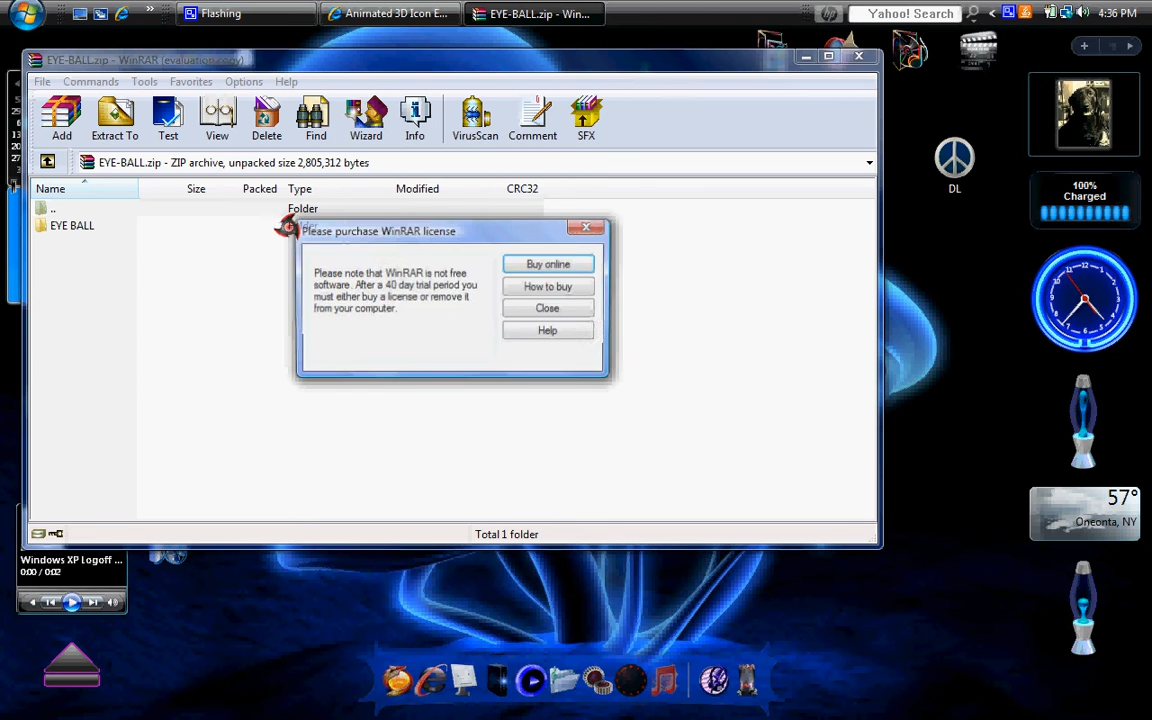 Flashing
Animated 3D Icon E...
EYE-BALL.zip - Win...
hp
Yahoo! Search
4:36 PM
EYE-BALL.zip - WinRAR (evaluation copy)
File Commands Tools Favorites Options Help
Add Extract To Test View Delete Find Wizard Info VirusScan Comment SFX
EYE-BALL.zip - ZIP archive, unpacked size 2,805,312 bytes
Name Size Packed Type Modified CRC32
.. Folder
EYE BALL
Please purchase WinRAR license
Please note that WinRAR is not free
software. After a 40 day trial period you
must either buy a license or remove it
from your computer.
Buy online
How to buy
Close
Help
Total 1 folder
DL
100%
Charged
57°
Oneonta, NY
Windows XP Logoff ...
0:00 / 0:02